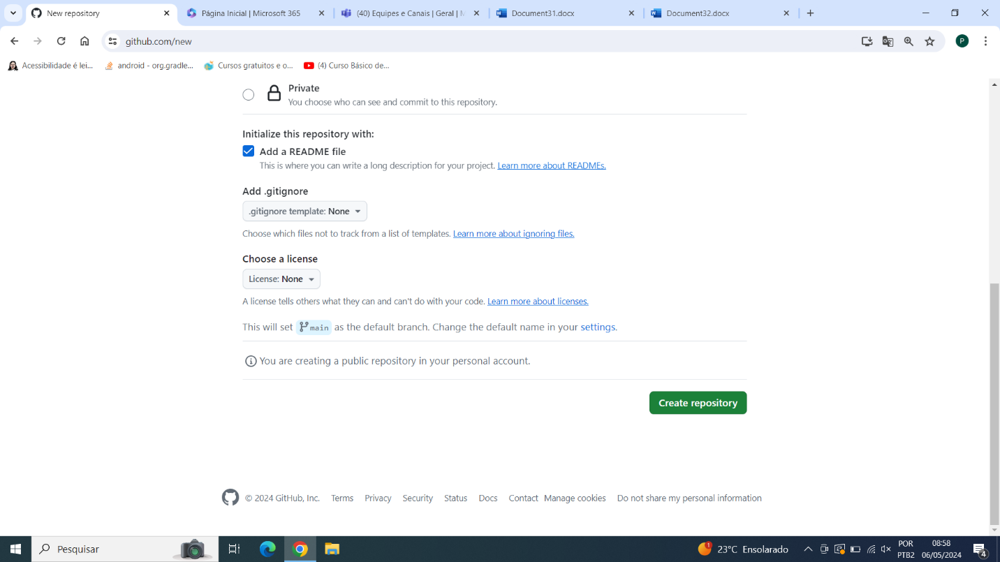 New repository
Página Inicial | Microsoft 365
(40) Equipes e Canais | Geral | M
Document31.docx
Document32.docx
github.com/new
P
Acessibilidade é lei...
android - org.gradle...
Cursos gratuitos e o...
(4) Curso Básico de...
Private
You choose who can see and commit to this repository.
Initialize this repository with:
Add a README file
This is where you can write a long description for your project. Learn more about READMEs.
Add .gitignore
.gitignore template: None
Choose which files not to track from a list of templates. Learn more about ignoring files.
Choose a license
License: None
A license tells others what they can and can't do with your code. Learn more about licenses.
This will set main as the default branch. Change the default name in your settings.
You are creating a public repository in your personal account.
Create repository
© 2024 GitHub, Inc. Terms Privacy Security Status Docs Contact Manage cookies Do not share my personal information
Pesquisar
1
23°C Ensolarado
POR
PTB2
08:58
06/05/2024
4